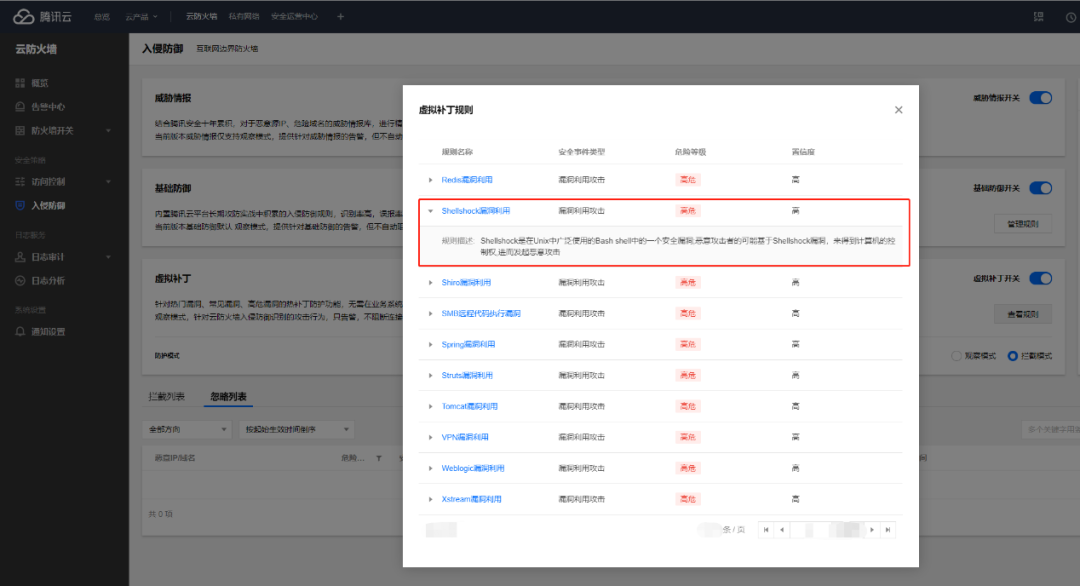 腾讯云 总览 云产品 云防火墙 私有网络 安全运营中心 +
云防火墙
概览
告警中心
防火墙开关
安全策略
访问控制
入侵防御
日志服务
日志审计
日志分析
系统设置
通知设置
入侵防御 互联网边界防火墙
威胁情报
结合腾讯安全十年累积，对于恶意源IP、危险域名的威胁情报库，进行
当前版本威胁情报仅支持观察模式，提供针对威胁情报的告警，但不自动
威胁情报开关
基础防御
内置腾讯云平台长期攻防实战中积累的入侵防御规则，识别率高，误报率
当前版本基础防御默认 观察模式，提供针对基础防御的告警，但不自动
基础防御开关
管理规则
虚拟补丁
针对热门漏洞、常见漏洞、高危漏洞的热补丁防护功能，无需在业务系统
观察模式，针对云防火墙入侵防御识别的攻击行为，只告警，不阻断连接
防护模式
虚拟补丁开关
查看规则
观察模式 拦截模式
拦截列表 忽略列表
全部方向 按起始生效时间倒序
多个关键字用
源IP/域名 危险...
共 0 项
虚拟补丁规则
规则名称 安全事件类型 危险等级 置信度
Redis漏洞利用 漏洞利用攻击 高危 高
Shellshock漏洞利用 漏洞利用攻击 高危 高
规则描述 Shellshock是在Unix中广泛使用的Bash shell中的一个安全漏洞;恶意攻击者的可能基于Shellshock漏洞，来得到计算机的控
制权,进而发起恶意攻击
Shiro漏洞利用 漏洞利用攻击 高危 高
SMB远程代码执行漏洞 漏洞利用攻击 高危 高
Spring漏洞利用 漏洞利用攻击 高危 高
Struts漏洞利用 漏洞利用攻击 高危 高
Tomcat漏洞利用 漏洞利用攻击 高危 高
VPN漏洞利用 漏洞利用攻击 高危 高
Weblogic漏洞利用 漏洞利用攻击 高危 高
Xstream漏洞利用 漏洞利用攻击 高危 高
条 / 页